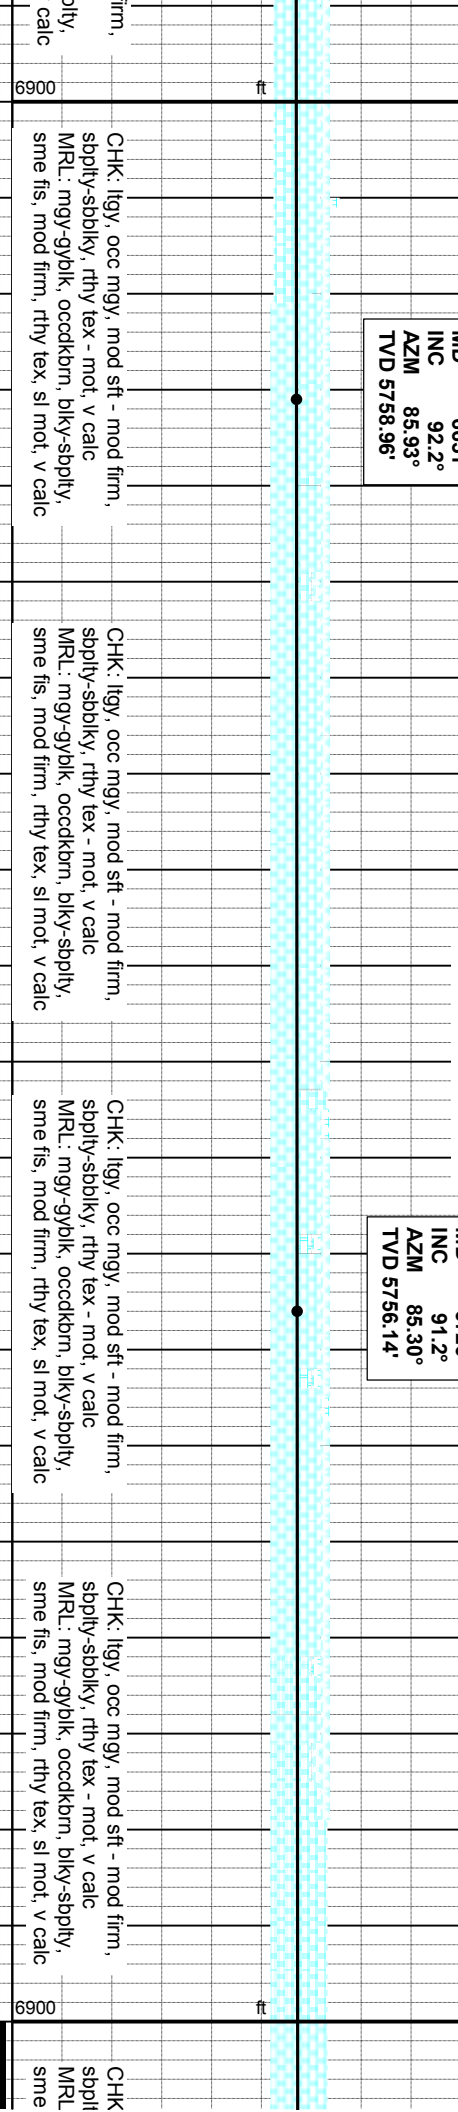 irm,
plty,
calc
6900 ft
CHK: ltgy, occ mgy, mod sft - mod firm,
sbplty-sbblky, rthy tex - mot, v calc
MRL: mgy-gyblk, occdkbrn, blky-sbplty,
sme fis, mod firm, rthy tex, sl mot, v calc
INC 92.2°
AZM 85.93°
TVD 5758.96'
CHK: ltgy, occ mgy, mod sft - mod firm,
sbplty-sbblky, rthy tex - mot, v calc
MRL: mgy-gyblk, occdkbrn, blky-sbplty,
sme fis, mod firm, rthy tex, sl mot, v calc
CHK: ltgy, occ mgy, mod sft - mod firm,
sbplty-sbblky, rthy tex - mot, v calc
MRL: mgy-gyblk, occdkbrn, blky-sbplty,
sme fis, mod firm, rthy tex, sl mot, v calc
INC 91.2°
AZM 85.30°
TVD 5756.14'
CHK: ltgy, occ mgy, mod sft - mod firm,
sbplty-sbblky, rthy tex - mot, v calc
MRL: mgy-gyblk, occdkbrn, blky-sbplty,
sme fis, mod firm, rthy tex, sl mot, v calc
6900 ft
CHK
sbplt
MRL
sme